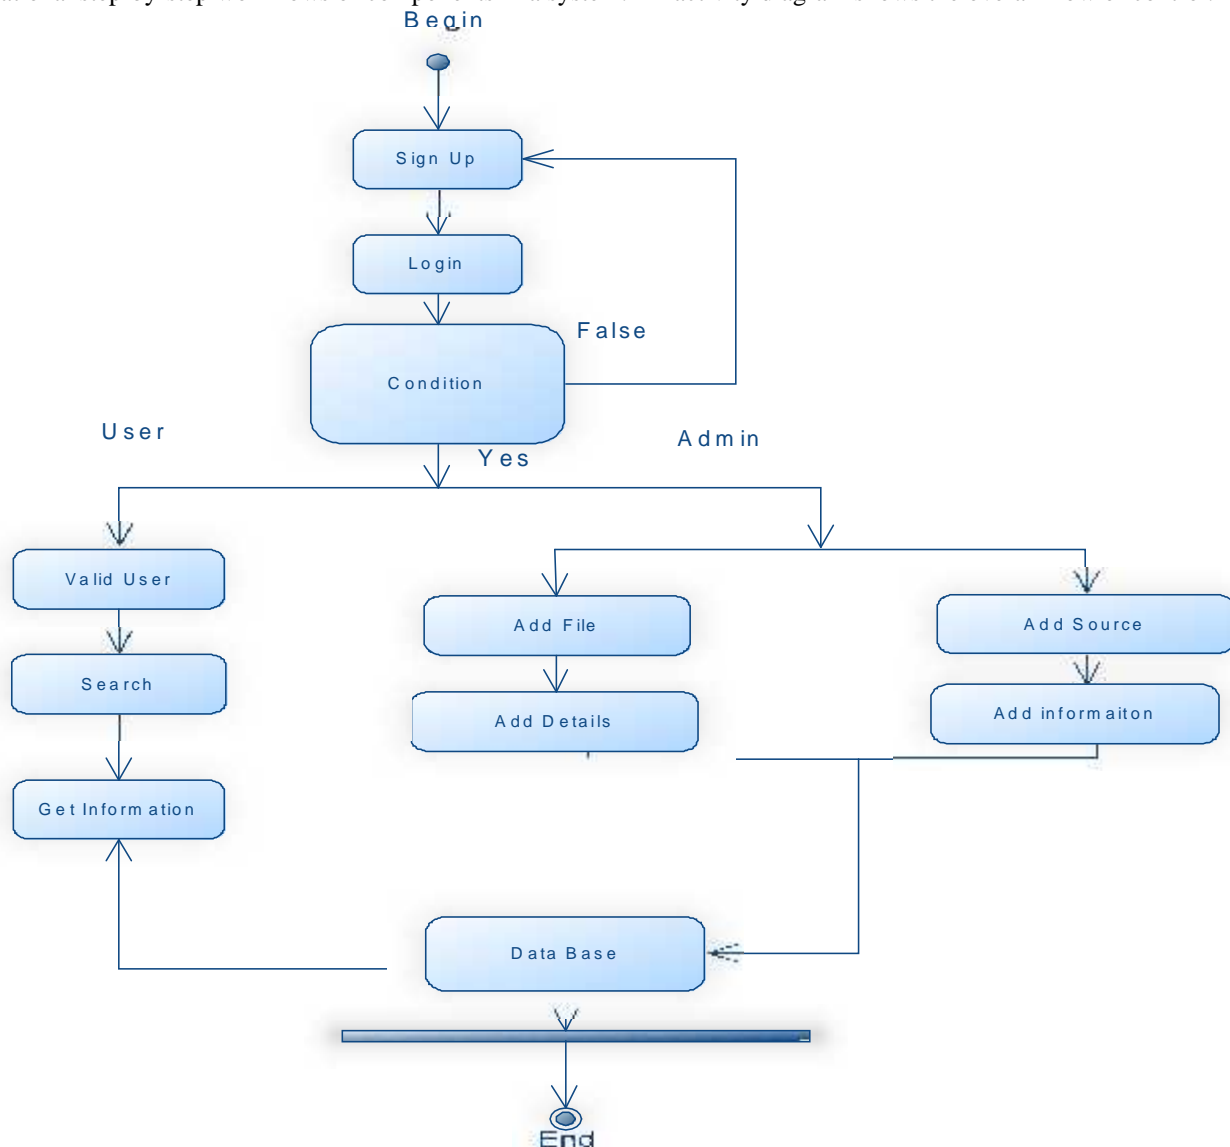 Begin
Sign Up
Login
False
Condition
User
Admin
Yes
Valid User
Add File
Add Source
Search
Add Details
Add informaiton
Get Information
Data Base
End